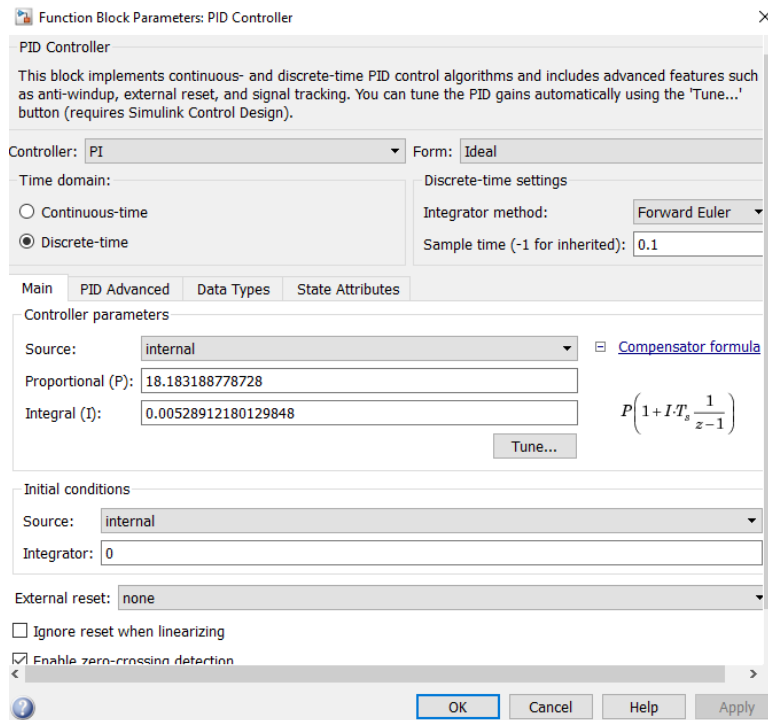 Function Block Parameters: PID Controller
PID Controller
This block implements continuous- and discrete-time PID control algorithms and includes advanced features such
as anti-windup, external reset, and signal tracking. You can tune the PID gains automatically using the 'Tune...'
button (requires Simulink Control Design).
Controller: PI Form: Ideal
Time domain: Discrete-time settings
Continuous-time Integrator method: Forward Euler
Discrete-time Sample time (-1 for inherited): 0.1
Main PID Advanced Data Types State Attributes
Controller parameters
Source: internal Compensator formula
Proportional (P): 18.183188778728
Integral (I): 0.00528912180129848
P(1+I·Ts 1/(z−1))
Tune...
Initial conditions
Source: internal
Integrator: 0
External reset: none
Ignore reset when linearizing
Enable zero-crossing detection
OK Cancel Help Apply